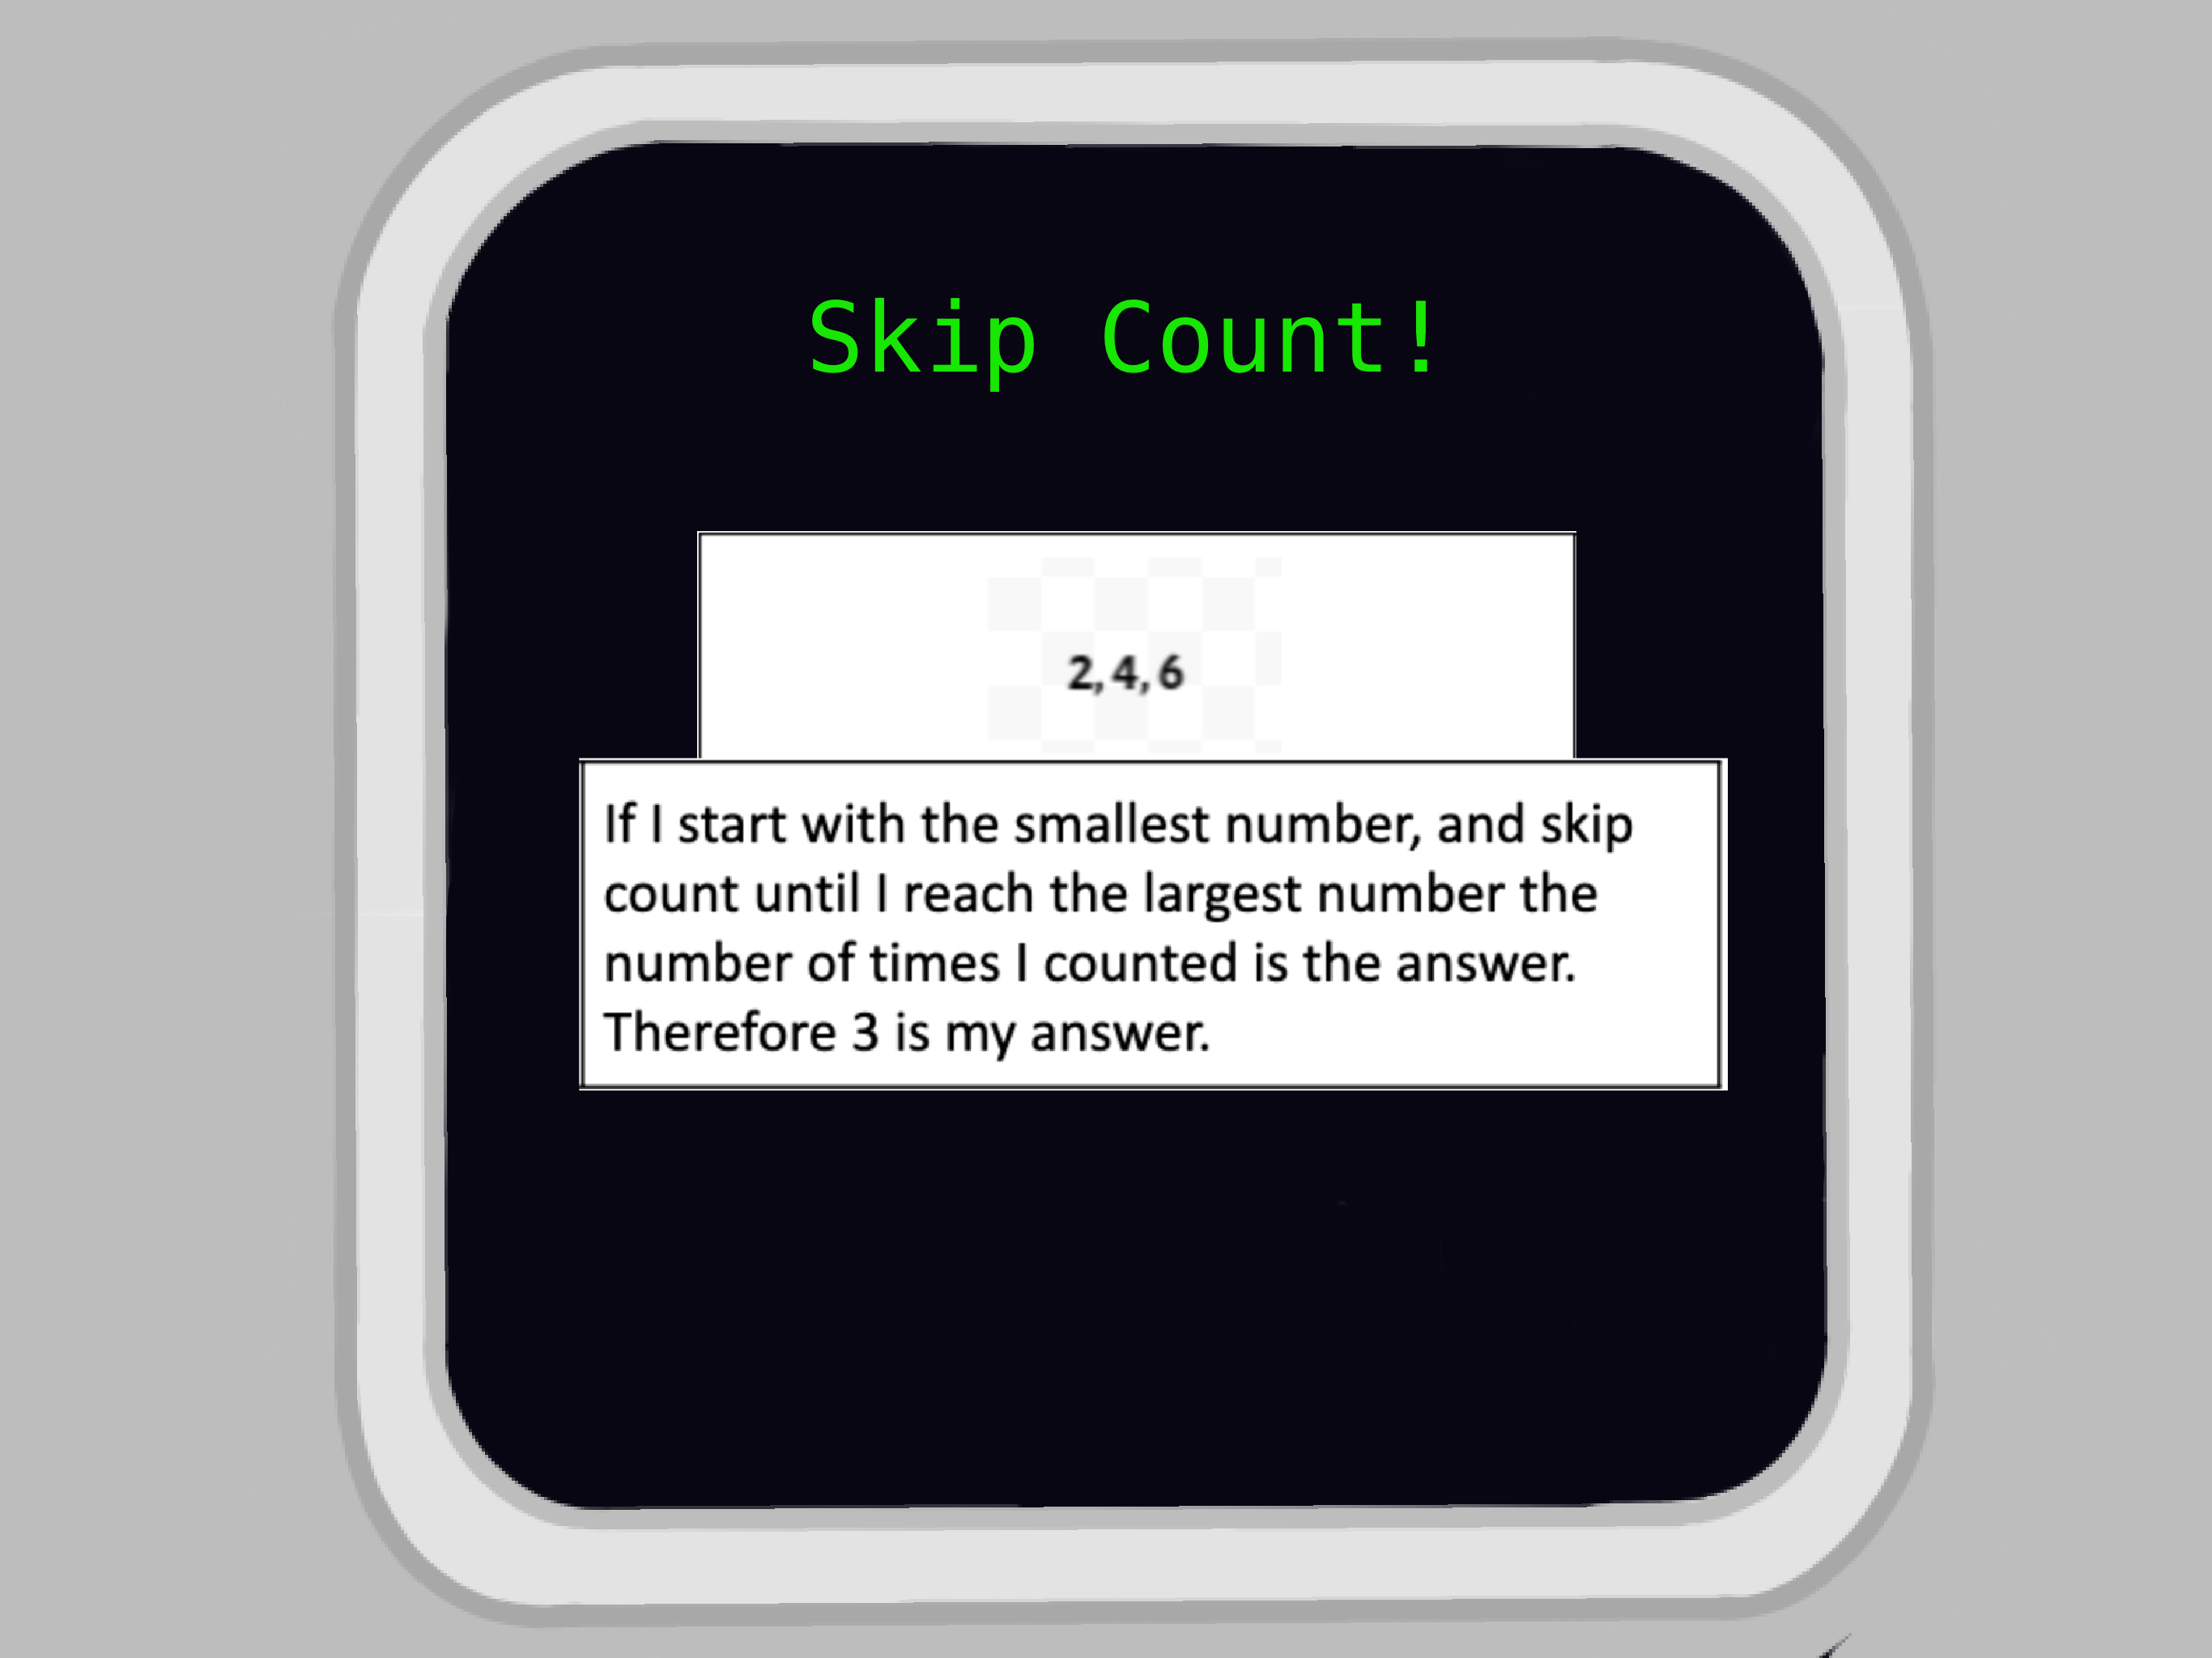 Skip Count!
2, 4, 6
If I start with the smallest number, and skip
count until I reach the largest number the
number of times I counted is the answer.
Therefore 3 is my answer.